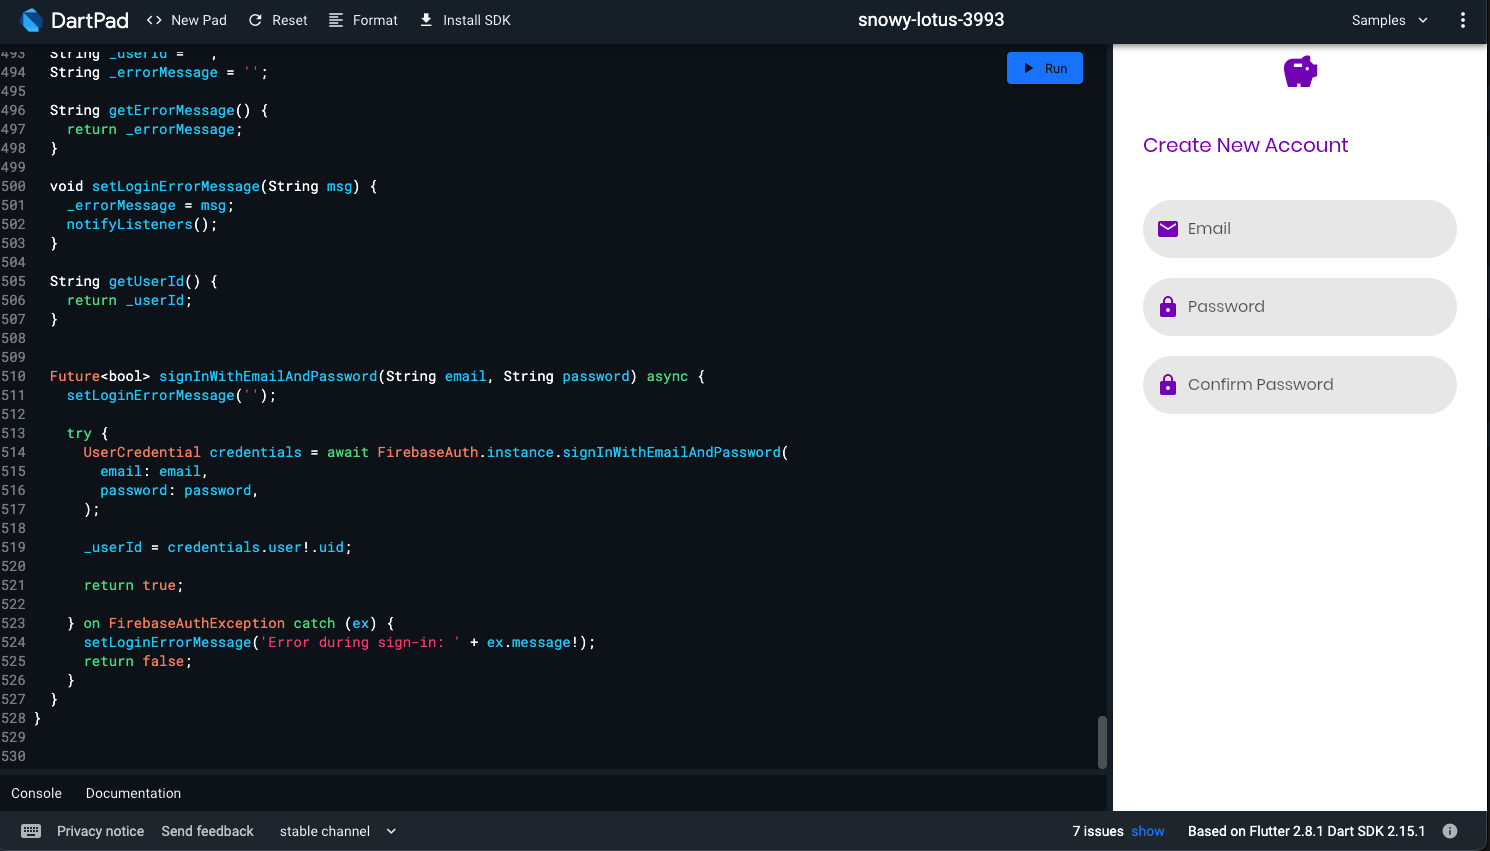 DartPad
New Pad
Reset
Format
Install SDK
snowy-lotus-3993
Samples
493 String _userId = '';
494 String _errorMessage = '';
495
496 String getErrorMessage() {
497 return _errorMessage;
498 }
499
500 void setLoginErrorMessage(String msg) {
501 _errorMessage = msg;
502 notifyListeners();
503 }
504
505 String getUserId() {
506 return _userId;
507 }
508
509
510 Future<bool> signInWithEmailAndPassword(String email, String password) async {
511 setLoginErrorMessage('');
512
513 try {
514 UserCredential credentials = await FirebaseAuth.instance.signInWithEmailAndPassword(
515 email: email,
516 password: password,
517 );
518
519 _userId = credentials.user!.uid;
520
521 return true;
522
523 } on FirebaseAuthException catch (ex) {
524 setLoginErrorMessage('Error during sign-in: ' + ex.message!);
525 return false;
526 }
527 }
528 }
529
530
Run
Create New Account
Email
Password
Confirm Password
Console
Documentation
Privacy notice
Send feedback
stable channel
7 issues show
Based on Flutter 2.8.1 Dart SDK 2.15.1